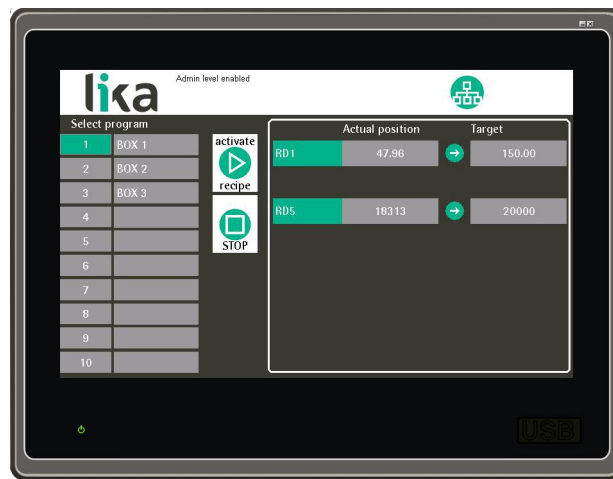 lika
Admin level enabled
Select program
Actual position Target
1 BOX 1
activate
recipe
RD1 47.96 150.00
2 BOX 2
3 BOX 3
4
STOP
RD5 18313 20000
5
6
7
8
9
10
USB